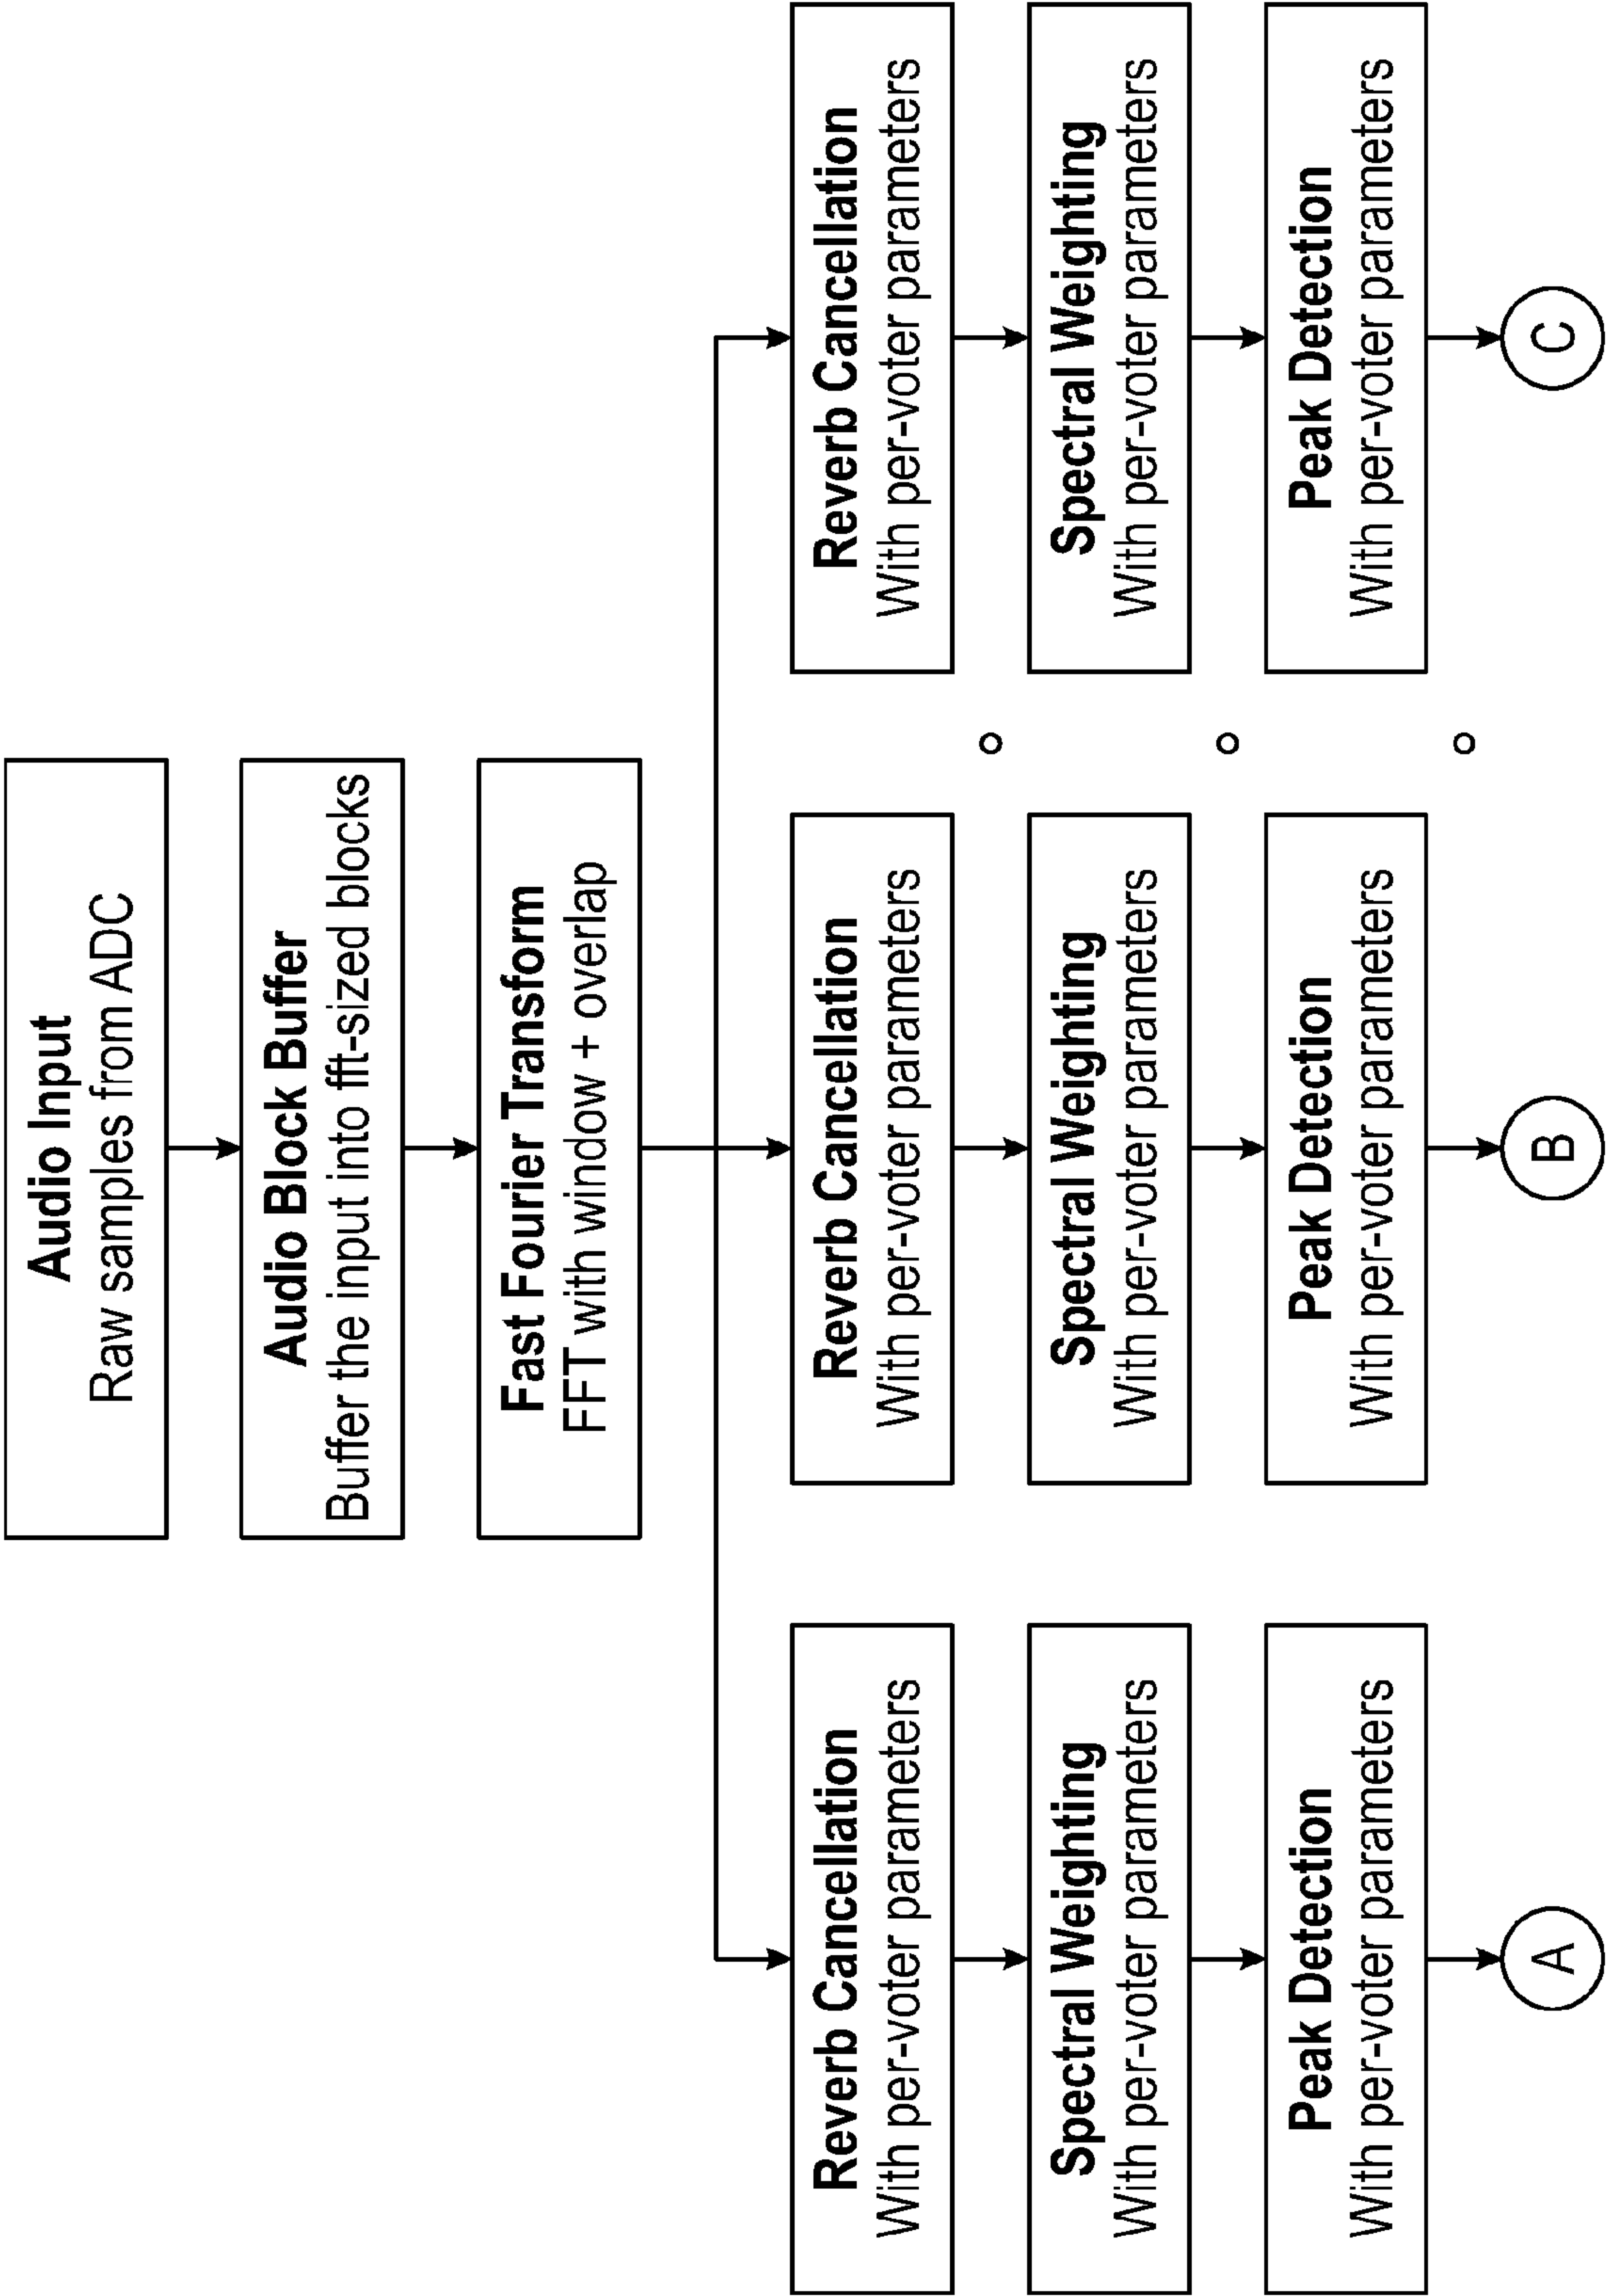 Audio Input
Raw samples from ADC
Audio Block Buffer
Buffer the input into fft-sized blocks
Fast Fourier Transform
FFT with window + overlap
Reverb Cancellation
With per-voter parameters
Spectral Weighting
With per-voter parameters
Peak Detection
With per-voter parameters
A
Reverb Cancellation
With per-voter parameters
Spectral Weighting
With per-voter parameters
Peak Detection
With per-voter parameters
B
Reverb Cancellation
With per-voter parameters
Spectral Weighting
With per-voter parameters
Peak Detection
With per-voter parameters
C